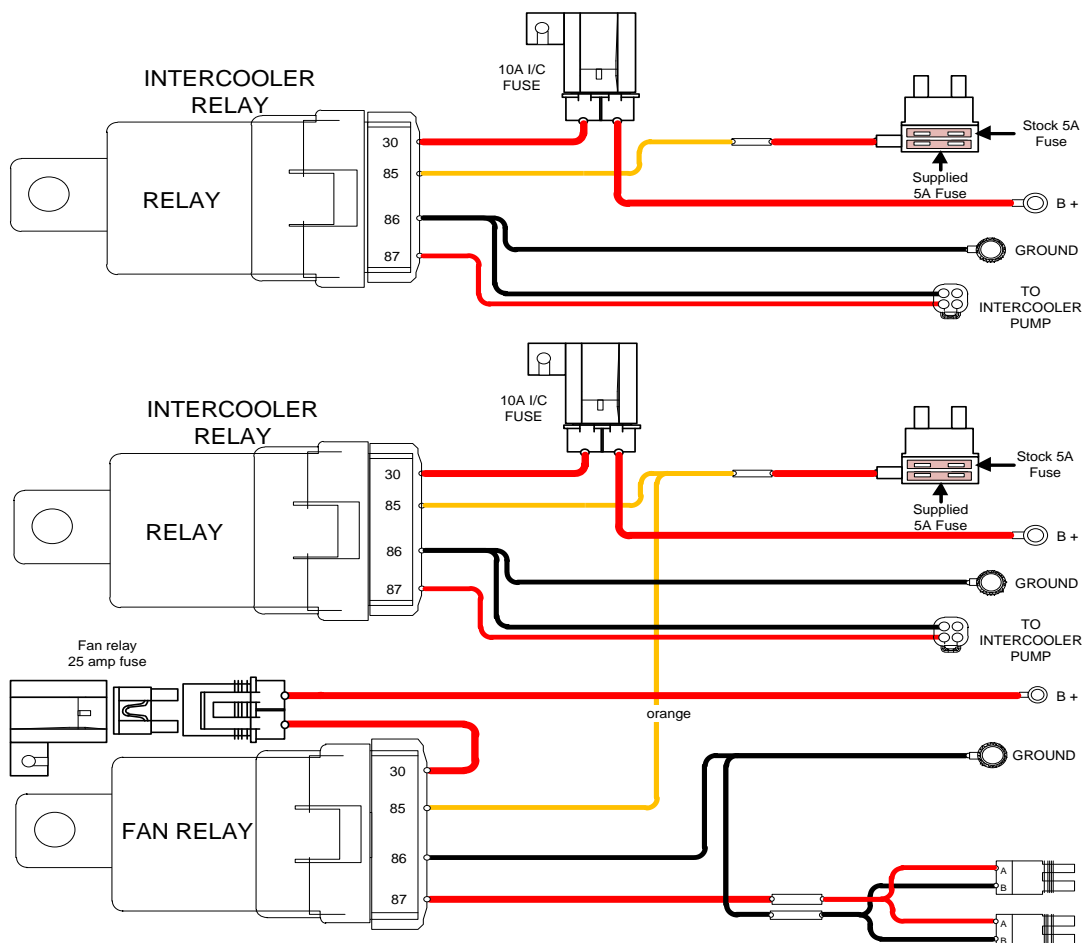 INTERCOOLER
RELAY
10A I/C
FUSE
Stock 5A
Fuse
30
85
Supplied
5A Fuse
RELAY
B +
86
GROUND
87
TO
INTERCOOLER
PUMP
INTERCOOLER
RELAY
10A I/C
FUSE
Stock 5A
Fuse
30
85
Supplied
5A Fuse
RELAY
B +
86
GROUND
87
TO
INTERCOOLER
PUMP
Fan relay
25 amp fuse
B +
orange
GROUND
30
85
FAN RELAY
86
87
A
B
A
B